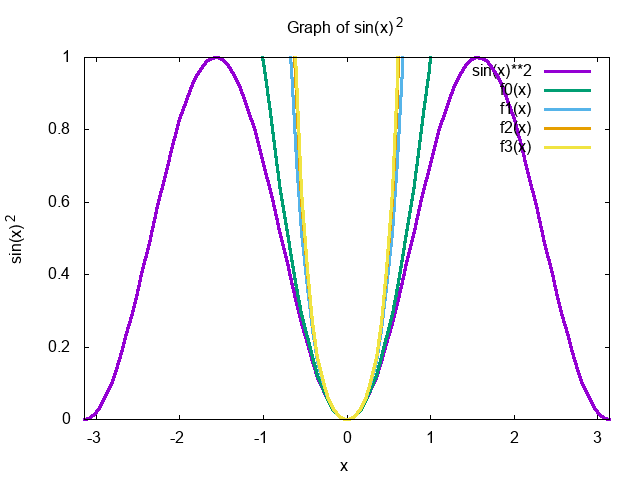 Graph of sin(x)²
sin(x)²
1
0.8
0.6
0.4
0.2
0
-3 -2 -1 0 1 2 3
x
sin(x)**2
f0(x)
f1(x)
f2(x)
f3(x)